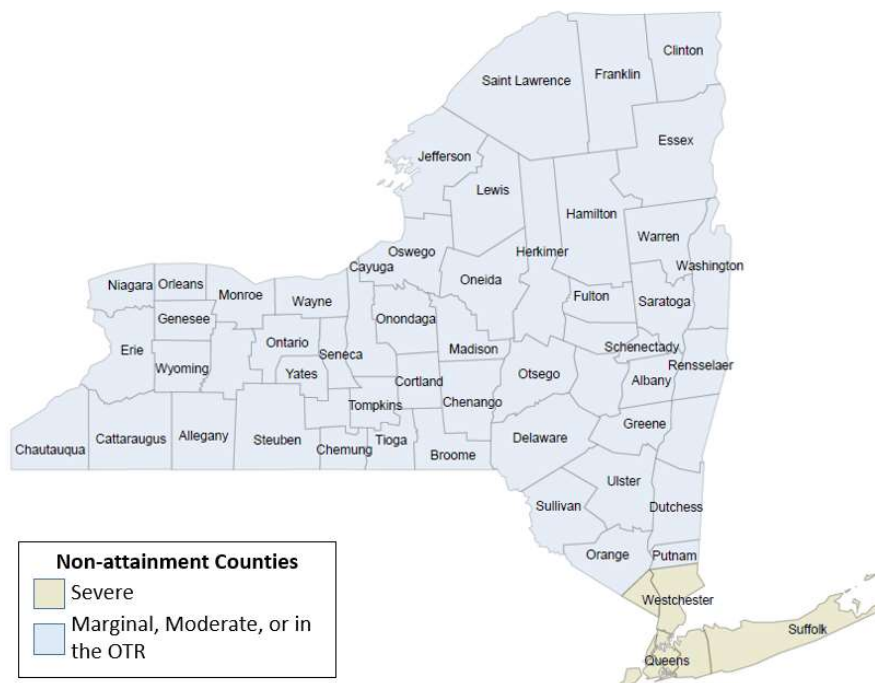 Clinton
Franklin
Saint Lawrence
Essex
Jefferson
Lewis
Hamilton
Warren
Oswego
Herkimer
Washington
Cayuga
Oneida
Niagara
Orleans
Monroe
Wayne
Fulton
Saratoga
Genesee
Onondaga
Ontario
Schenectady
Erie
Seneca
Madison
Rensselaer
Wyoming
Yates
Otsego
Albany
Cortland
Chenango
Tompkins
Greene
Allegany
Cattaraugus
Steuben
Delaware
Tioga
Chautauqua
Chemung
Broome
Ulster
Sullivan
Dutchess
Orange
Putnam
Non-attainment Counties
Severe
Marginal, Moderate, or in
the OTR
Westchester
Suffolk
Queens